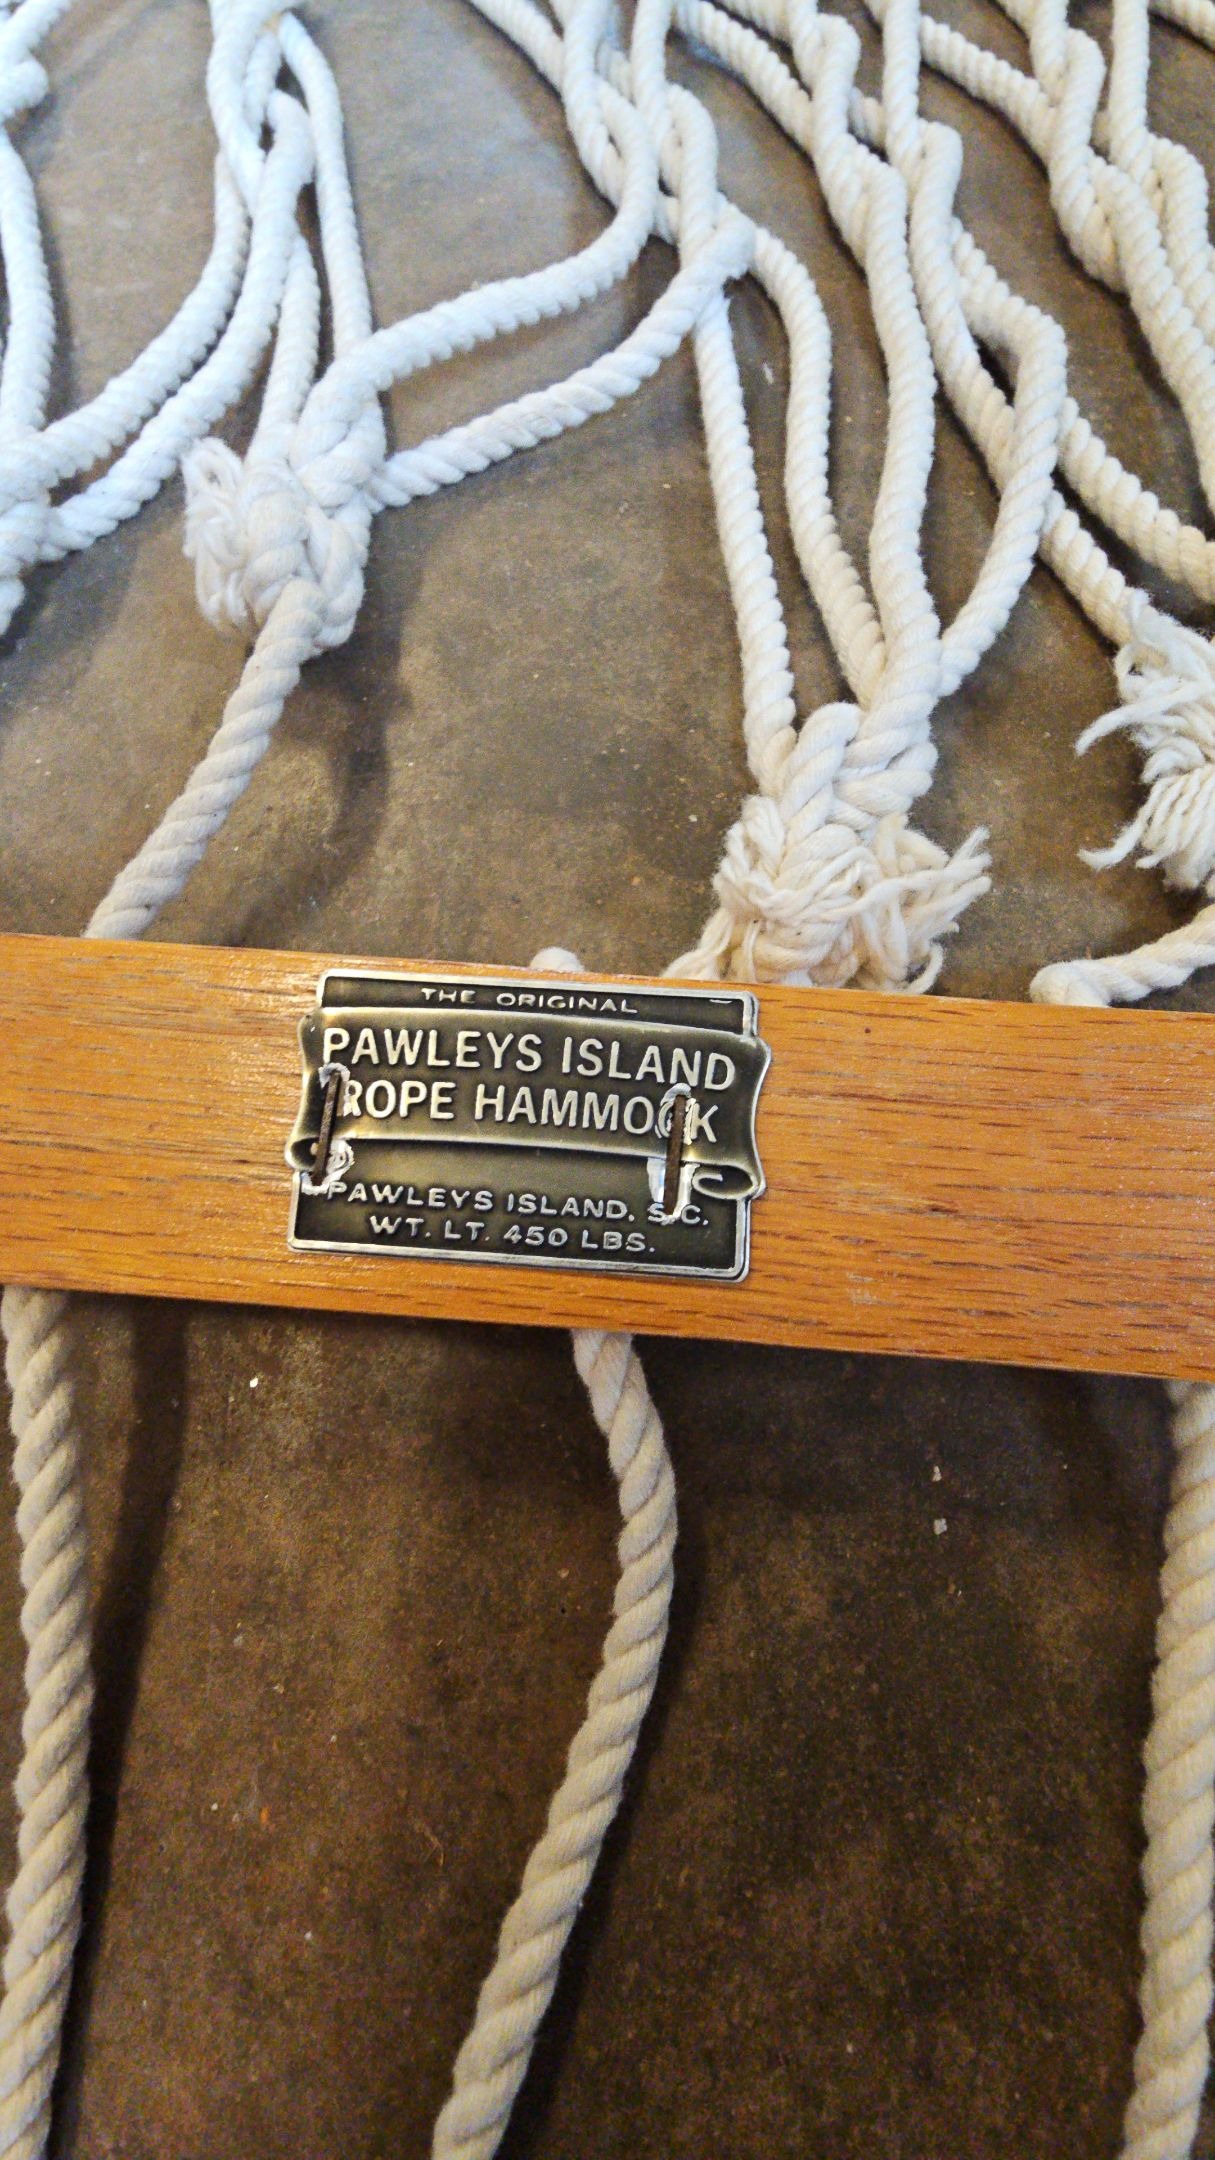 THE ORIGINAL
PAWLEYS ISLAND
ROPE HAMMOCK
PAWLEYS ISLAND, S.C.
WT. LT. 450 LBS.